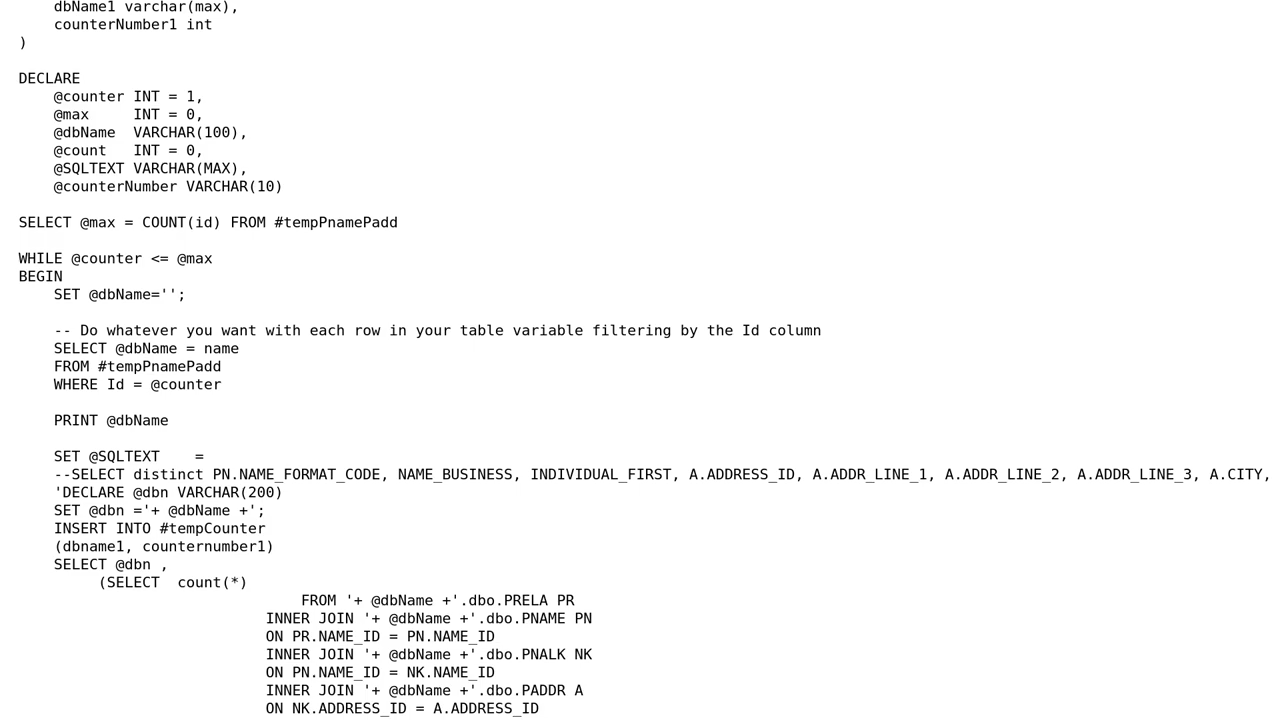 dbName1 varchar(max),
counterNumber1 int
)
DECLARE
@counter INT = 1,
@max INT = 0,
@dbName VARCHAR(100),
@count INT = 0,
@SQLTEXT VARCHAR(MAX),
@counterNumber VARCHAR(10)
SELECT @max = COUNT(id) FROM #tempPnamePadd
WHILE @counter <= @max
BEGIN
SET @dbName='';
-- Do whatever you want with each row in your table variable filtering by the Id column
SELECT @dbName = name
FROM #tempPnamePadd
WHERE Id = @counter
PRINT @dbName
SET @SQLTEXT =
--SELECT distinct PN.NAME_FORMAT_CODE, NAME_BUSINESS, INDIVIDUAL_FIRST, A.ADDRESS_ID, A.ADDR_LINE_1, A.ADDR_LINE_2, A.ADDR_LINE_3, A.CITY,
'DECLARE @dbn VARCHAR(200)
SET @dbn ='+ @dbName +';
INSERT INTO #tempCounter
(dbname1, counternumber1)
SELECT @dbn ,
(SELECT count(*)
FROM '+ @dbName +'.dbo.PRELA PR
INNER JOIN '+ @dbName +'.dbo.PNAME PN
ON PR.NAME_ID = PN.NAME_ID
INNER JOIN '+ @dbName +'.dbo.PNALK NK
ON PN.NAME_ID = NK.NAME_ID
INNER JOIN '+ @dbName +'.dbo.PADDR A
ON NK.ADDRESS_ID = A.ADDRESS_ID